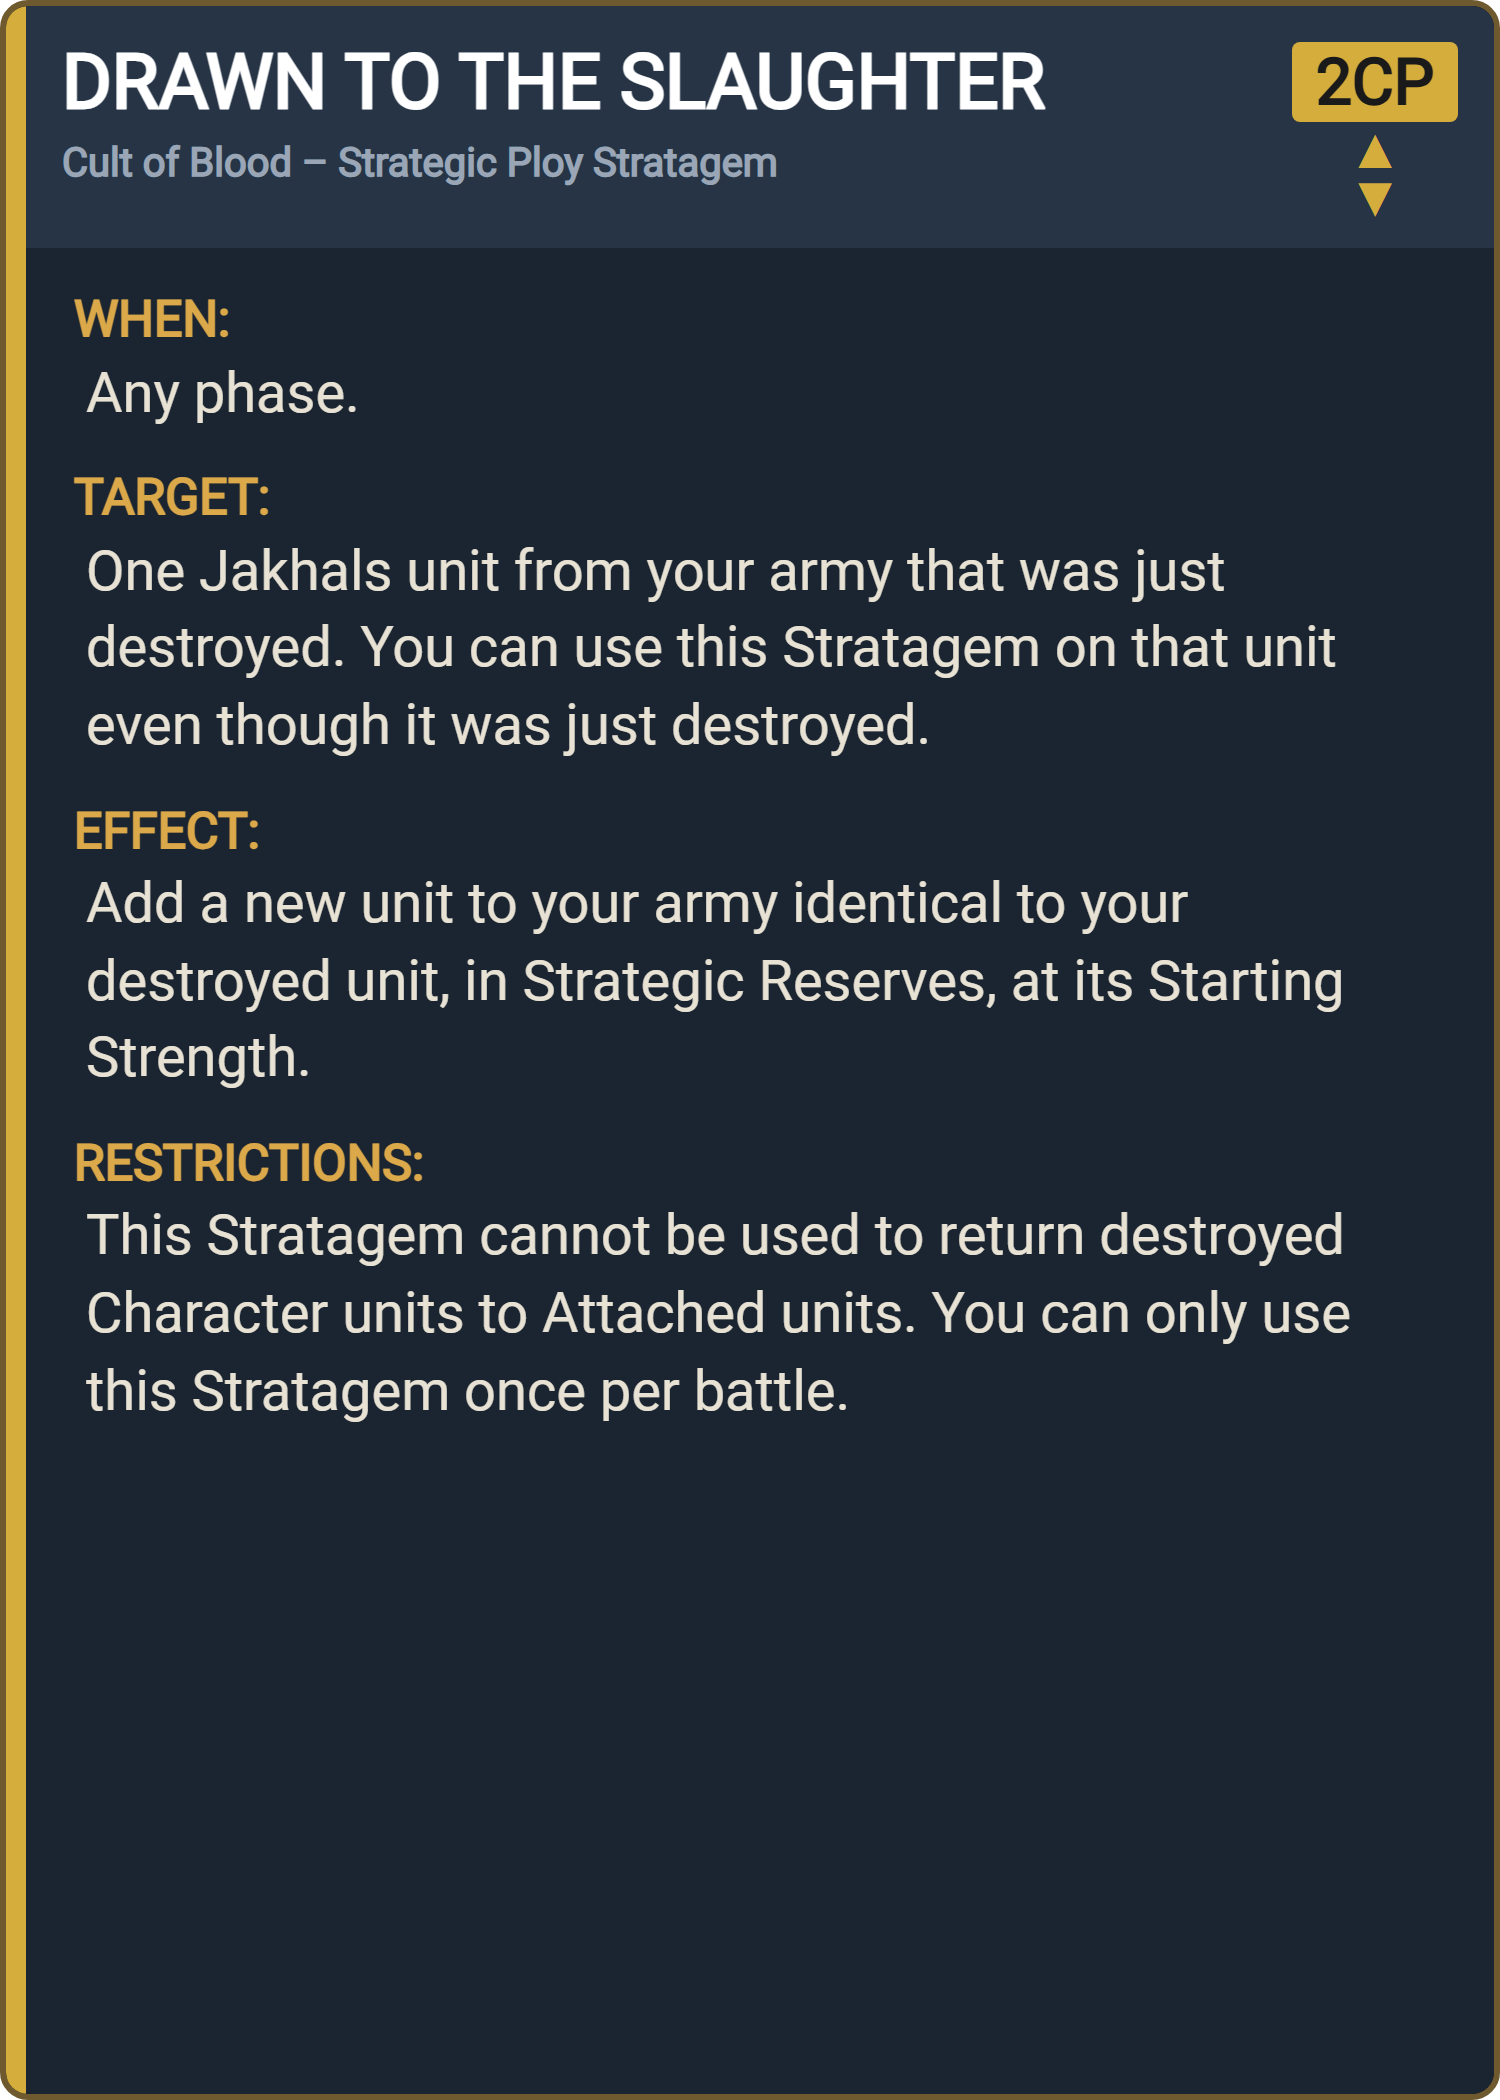 DRAWN TO THE SLAUGHTER
2CP
Cult of Blood – Strategic Ploy Stratagem
▲
▼
WHEN:
Any phase.
TARGET:
One Jakhals unit from your army that was just
destroyed. You can use this Stratagem on that unit
even though it was just destroyed.
EFFECT:
Add a new unit to your army identical to your
destroyed unit, in Strategic Reserves, at its Starting
Strength.
RESTRICTIONS:
This Stratagem cannot be used to return destroyed
Character units to Attached units. You can only use
this Stratagem once per battle.